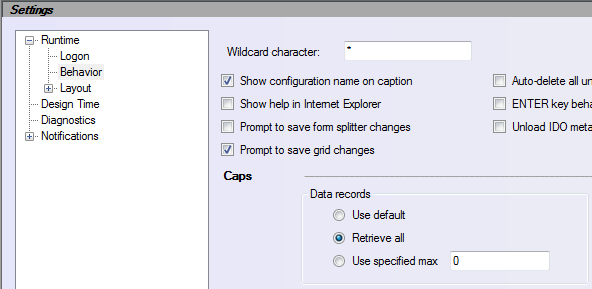 Settings
Runtime
Logon
Behavior
Layout
Design Time
Diagnostics
Notifications
Wildcard character: *
Show configuration name on caption
Auto-delete all un
Show help in Internet Explorer
ENTER key beha
Prompt to save form splitter changes
Unload IDO meta
Prompt to save grid changes
Caps
Data records
Use default
Retrieve all
Use specified max 0